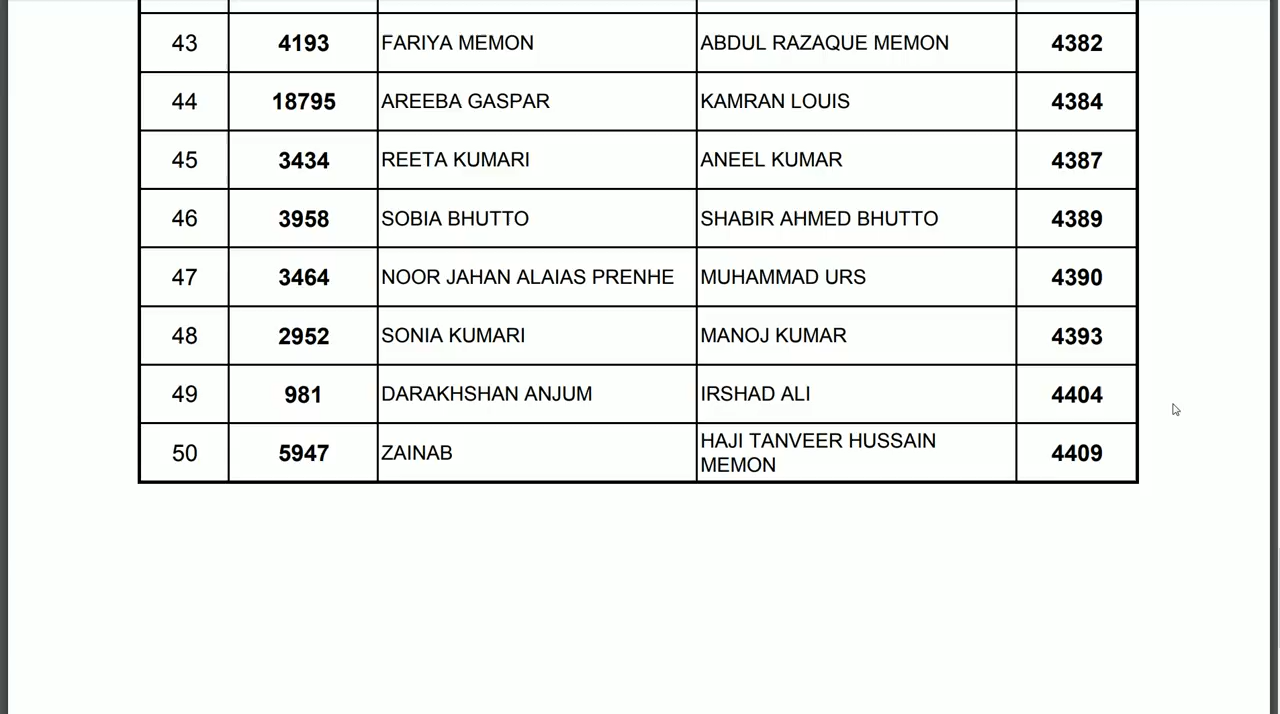 43 4193 FARIYA MEMON ABDUL RAZAQUE MEMON 4382
44 18795 AREEBA GASPAR KAMRAN LOUIS 4384
45 3434 REETA KUMARI ANEEL KUMAR 4387
46 3958 SOBIA BHUTTO SHABIR AHMED BHUTTO 4389
47 3464 NOOR JAHAN ALAIAS PRENHE MUHAMMAD URS 4390
48 2952 SONIA KUMARI MANOJ KUMAR 4393
49 981 DARAKHSHAN ANJUM IRSHAD ALI 4404
50 5947 ZAINAB HAJI TANVEER HUSSAIN
MEMON 4409